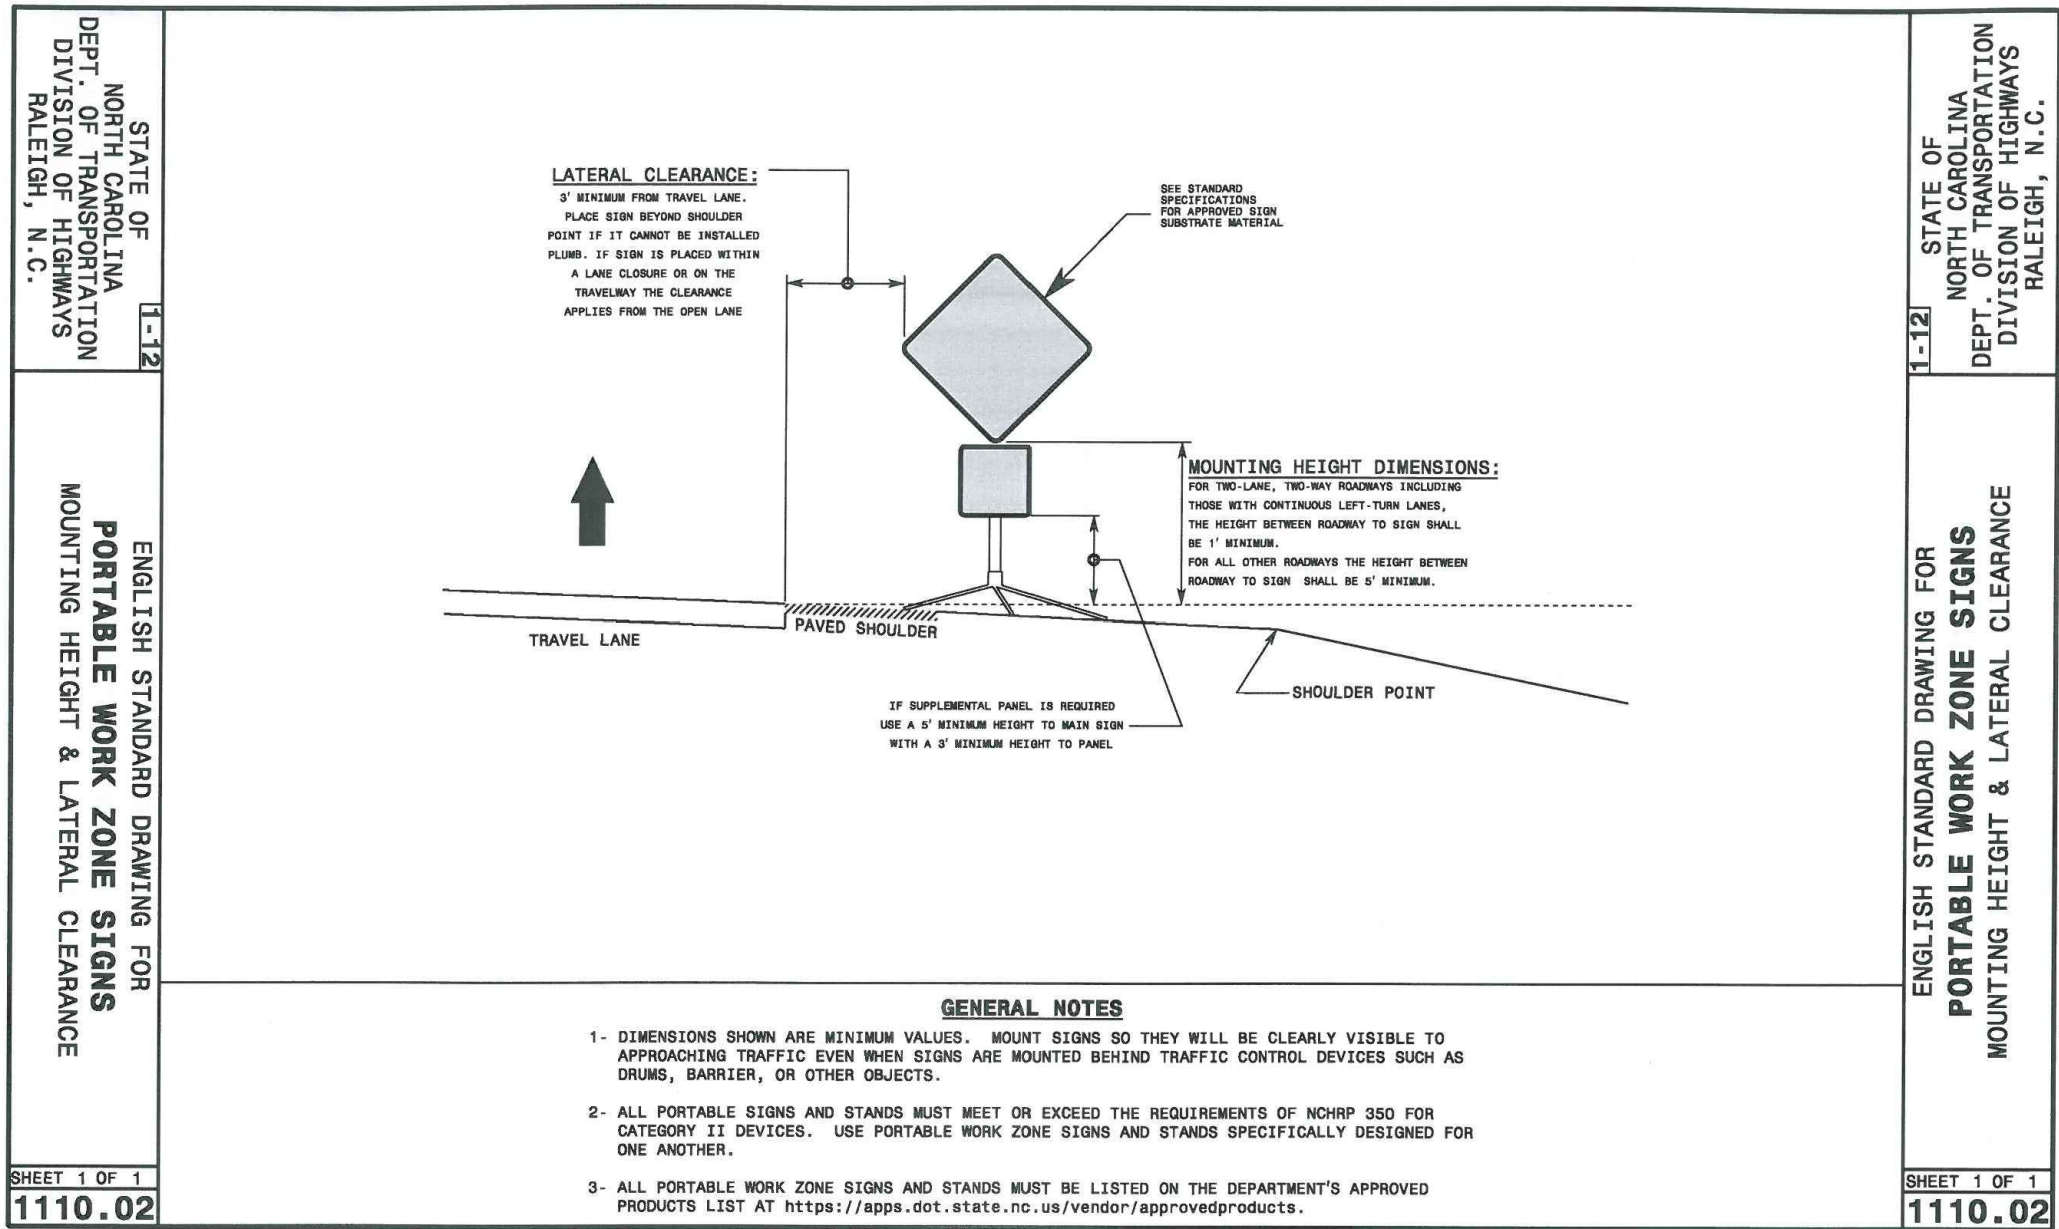 STATE OF
NORTH CAROLINA
DEPT. OF TRANSPORTATION
DIVISION OF HIGHWAYS
RALEIGH, N.C.
1-12
ENGLISH STANDARD DRAWING FOR
PORTABLE WORK ZONE SIGNS
MOUNTING HEIGHT & LATERAL CLEARANCE
SHEET 1 OF 1
1110.02
LATERAL CLEARANCE:
3' MINIMUM FROM TRAVEL LANE.
PLACE SIGN BEYOND SHOULDER
POINT IF IT CANNOT BE INSTALLED
PLUMB. IF SIGN IS PLACED WITHIN
A LANE CLOSURE OR ON THE
TRAVELWAY THE CLEARANCE
APPLIES FROM THE OPEN LANE
SEE STANDARD
SPECIFICATIONS
FOR APPROVED SIGN
SUBSTRATE MATERIAL
MOUNTING HEIGHT DIMENSIONS:
FOR TWO-LANE, TWO-WAY ROADWAYS INCLUDING
THOSE WITH CONTINUOUS LEFT-TURN LANES,
THE HEIGHT BETWEEN ROADWAY TO SIGN SHALL
BE 1' MINIMUM.
FOR ALL OTHER ROADWAYS THE HEIGHT BETWEEN
ROADWAY TO SIGN SHALL BE 5' MINIMUM.
TRAVEL LANE
PAVED SHOULDER
SHOULDER POINT
IF SUPPLEMENTAL PANEL IS REQUIRED
USE A 5' MINIMUM HEIGHT TO MAIN SIGN
WITH A 3' MINIMUM HEIGHT TO PANEL
GENERAL NOTES
1- DIMENSIONS SHOWN ARE MINIMUM VALUES. MOUNT SIGNS SO THEY WILL BE CLEARLY VISIBLE TO
APPROACHING TRAFFIC EVEN WHEN SIGNS ARE MOUNTED BEHIND TRAFFIC CONTROL DEVICES SUCH AS
DRUMS, BARRIER, OR OTHER OBJECTS.
2- ALL PORTABLE SIGNS AND STANDS MUST MEET OR EXCEED THE REQUIREMENTS OF NCHRP 350 FOR
CATEGORY II DEVICES. USE PORTABLE WORK ZONE SIGNS AND STANDS SPECIFICALLY DESIGNED FOR
ONE ANOTHER.
3- ALL PORTABLE WORK ZONE SIGNS AND STANDS MUST BE LISTED ON THE DEPARTMENT'S APPROVED
PRODUCTS LIST AT https://apps.dot.state.nc.us/vendor/approvedproducts.
STATE OF
NORTH CAROLINA
DEPT. OF TRANSPORTATION
DIVISION OF HIGHWAYS
RALEIGH, N.C.
1-12
ENGLISH STANDARD DRAWING FOR
PORTABLE WORK ZONE SIGNS
MOUNTING HEIGHT & LATERAL CLEARANCE
SHEET 1 OF 1
1110.02